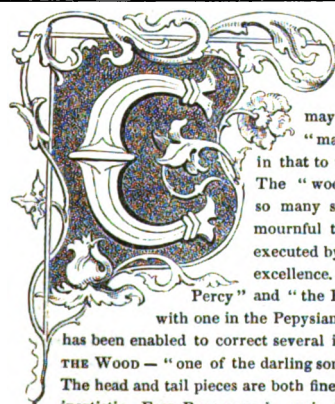 E
may
"ma
in that to
The "woo
so many s
mournful t
executed by
excellence.
Percy" and "the
with one in the Pepysian
has been enabled to correct several i
THE WOOD — "one of the darling son
The head and tail pieces are both fine